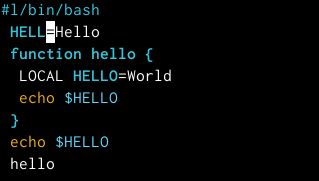 #l/bin/bash
HELL=Hello
function hello {
LOCAL HELLO=World
echo $HELLO
}
echo $HELLO
hello